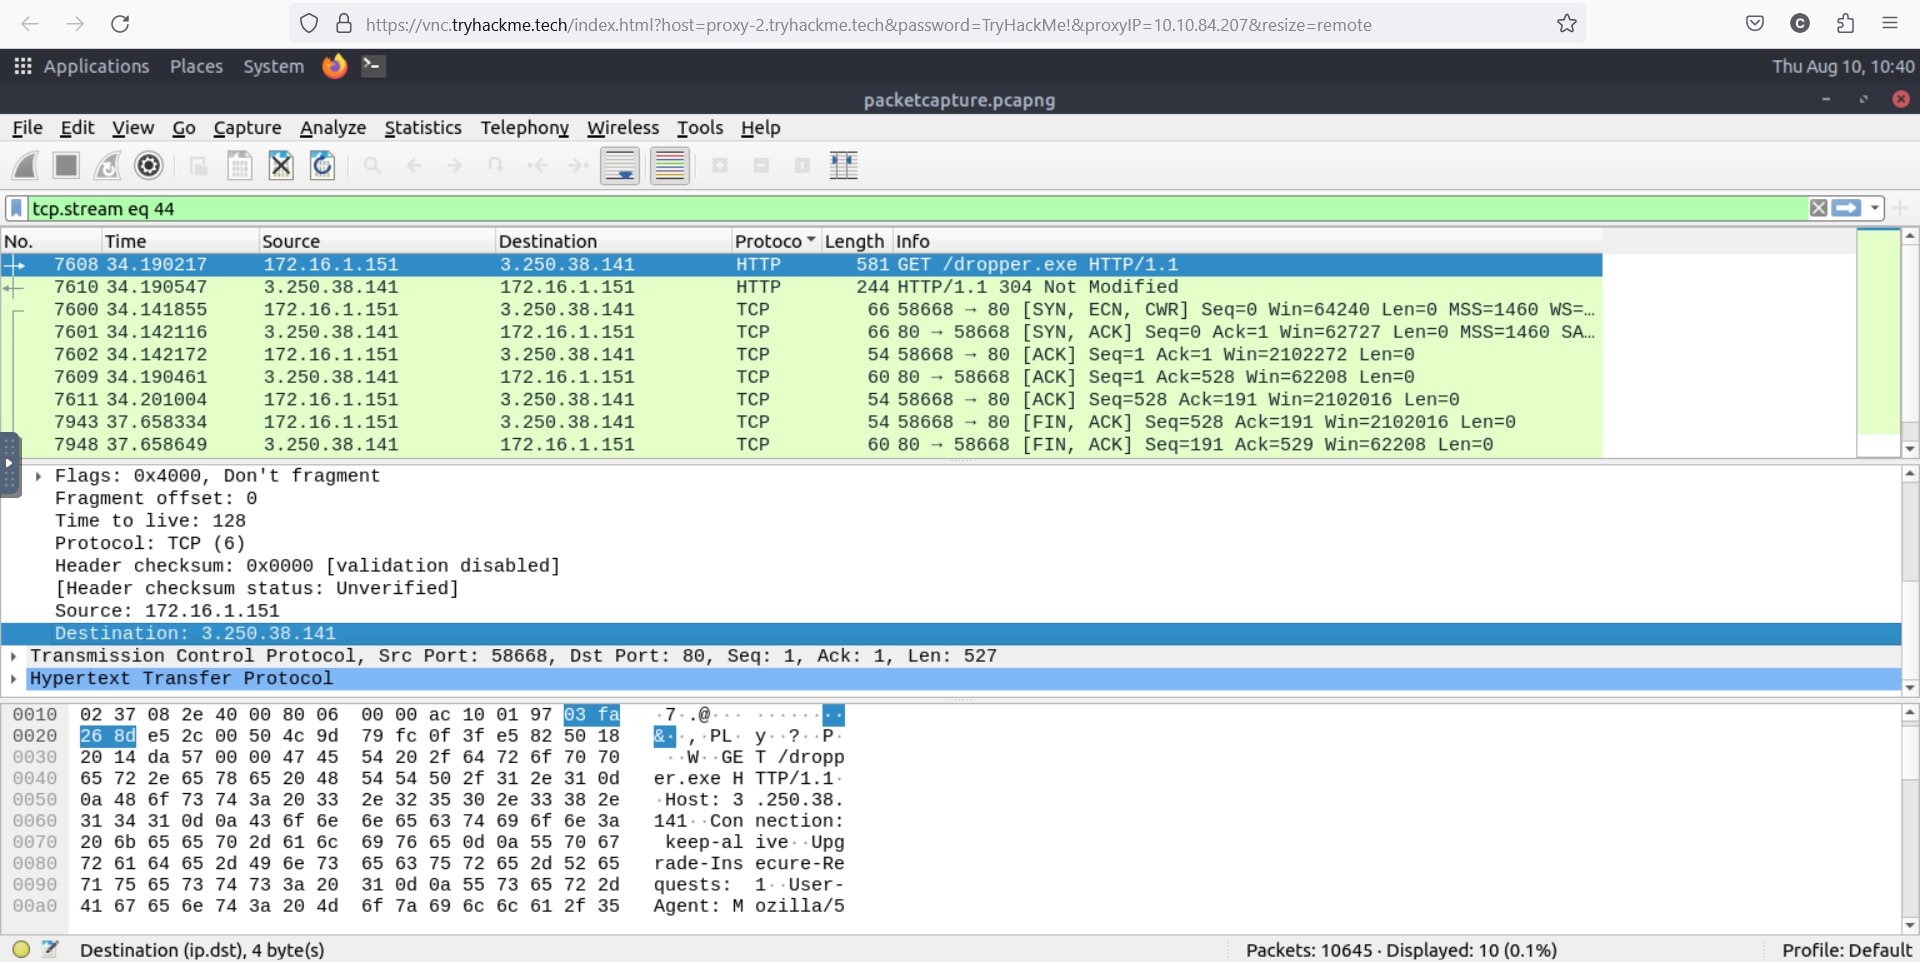 https://vnc.tryhackme.tech/index.html?host=proxy-2.tryhackme.tech&password=TryHackMe!&proxyIP=10.10.84.207&resize=remote
C
Applications Places System Thu Aug 10, 10:40
packetcapture.pcapng
File Edit View Go Capture Analyze Statistics Telephony Wireless Tools Help
tcp.stream eq 44
No. Time Source Destination Protoco Length Info
7608 34.190217 172.16.1.151 3.250.38.141 HTTP 581 GET /dropper.exe HTTP/1.1
7610 34.190547 3.250.38.141 172.16.1.151 HTTP 244 HTTP/1.1 304 Not Modified
7600 34.141855 172.16.1.151 3.250.38.141 TCP 66 58668 → 80 [SYN, ECN, CWR] Seq=0 Win=64240 Len=0 MSS=1460 WS=…
7601 34.142116 3.250.38.141 172.16.1.151 TCP 66 80 → 58668 [SYN, ACK] Seq=0 Ack=1 Win=62727 Len=0 MSS=1460 SA…
7602 34.142172 172.16.1.151 3.250.38.141 TCP 54 58668 → 80 [ACK] Seq=1 Ack=1 Win=2102272 Len=0
7609 34.190461 3.250.38.141 172.16.1.151 TCP 60 80 → 58668 [ACK] Seq=1 Ack=528 Win=62208 Len=0
7611 34.201004 172.16.1.151 3.250.38.141 TCP 54 58668 → 80 [ACK] Seq=528 Ack=191 Win=2102016 Len=0
7943 37.658334 172.16.1.151 3.250.38.141 TCP 54 58668 → 80 [FIN, ACK] Seq=528 Ack=191 Win=2102016 Len=0
7948 37.658649 3.250.38.141 172.16.1.151 TCP 60 80 → 58668 [FIN, ACK] Seq=191 Ack=529 Win=62208 Len=0
Flags: 0x4000, Don't fragment
Fragment offset: 0
Time to live: 128
Protocol: TCP (6)
Header checksum: 0x0000 [validation disabled]
[Header checksum status: Unverified]
Source: 172.16.1.151
Destination: 3.250.38.141
Transmission Control Protocol, Src Port: 58668, Dst Port: 80, Seq: 1, Ack: 1, Len: 527
Hypertext Transfer Protocol
0010 02 37 08 2e 40 00 80 06 00 00 ac 10 01 97 03 fa ·7·.@··· ········
0020 26 8d e5 2c 00 50 4c 9d 79 fc 0f 3f e5 82 50 18 &··,·PL· y··?··P·
0030 20 14 da 57 00 00 47 45 54 20 2f 64 72 6f 70 70 ··W··GE T /dropp
0040 65 72 2e 65 78 65 20 48 54 54 50 2f 31 2e 31 0d er.exe H TTP/1.1·
0050 0a 48 6f 73 74 3a 20 33 2e 32 35 30 2e 33 38 2e ·Host: 3 .250.38.
0060 31 34 31 0d 0a 43 6f 6e 6e 65 63 74 69 6f 6e 3a 141··Con nection:
0070 20 6b 65 65 70 2d 61 6c 69 76 65 0d 0a 55 70 67 keep-al ive··Upg
0080 72 61 64 65 2d 49 6e 73 65 63 75 72 65 2d 52 65 rade-Ins ecure-Re
0090 71 75 65 73 74 73 3a 20 31 0d 0a 55 73 65 72 2d quests: 1··User-
00a0 41 67 65 6e 74 3a 20 4d 6f 7a 69 6c 6c 61 2f 35 Agent: M ozilla/5
Destination (ip.dst), 4 byte(s) Packets: 10645 · Displayed: 10 (0.1%) Profile: Default